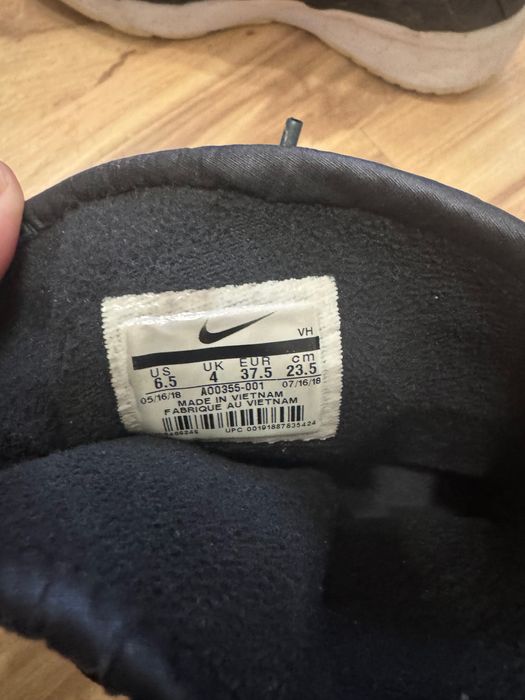 VH
US UK EUR cm
6.5 4 37.5 23.5
05/16/18 AO0355-001 07/16/18
MADE IN VIETNAM
FABRIQUE AU VIETNAM
UPC 00191887835424